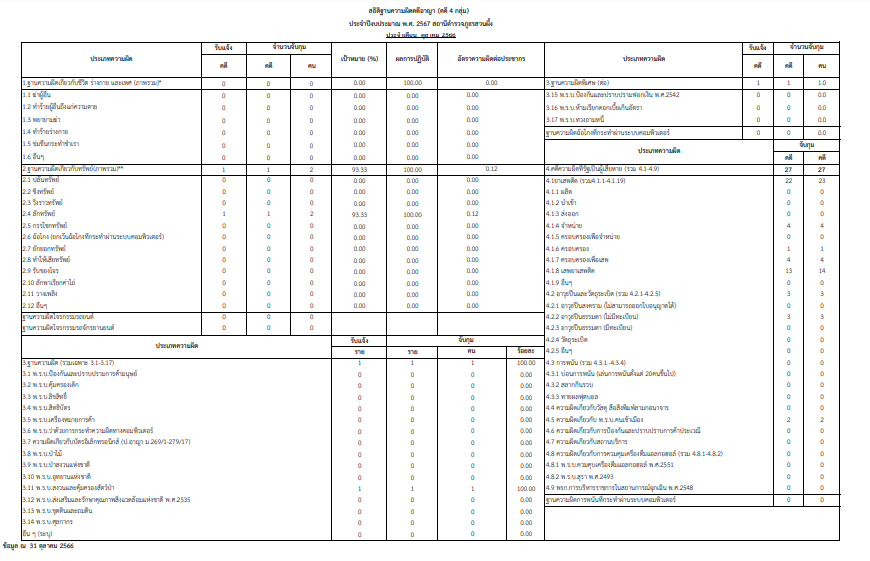 สถิติฐานความผิดคดีอาญา (คดี 4 กลุ่ม)
ประจำปีงบประมาณ พ.ศ. 2567 สถานีตำรวจภูธรสวนผึ้ง
ประจำเดือน ตุลาคม 2566
ประเภทความผิด รับแจ้ง จำนวนจับกุม เป้าหมาย (%) ผลการปฏิบัติ อัตราความผิดต่อประชากร
คดี คดี คน
1.ฐานความผิดเกี่ยวกับชีวิต ร่างกาย และเพศ (ภาพรวม)* 0 0 0 0.00 100.00 0.00
1.1 ฆ่าผู้อื่น 0 0 0 0.00 0.00
1.2 ทำร้ายผู้อื่นถึงแก่ความตาย 0 0 0 0.00 0.00
1.3 พยายามฆ่า 0 0 0 0.00 0.00
1.4 ทำร้ายร่างกาย 0 0 0 0.00 0.00
1.5 ข่มขืนกระทำชำเรา 0 0 0 0.00 0.00
1.6 อื่นๆ 0 0 0 0.00 0.00
2.ฐานความผิดเกี่ยวกับทรัพย์(ภาพรวม)** 1 1 2 93.33 100.00 0.12
2.1 ปล้นทรัพย์ 0 0 0 0.00 0.00 0.00
2.2 ชิงทรัพย์ 0 0 0 0.00 0.00 0.00
2.3 วิ่งราวทรัพย์ 0 0 0 0.00 0.00 0.00
2.4 ลักทรัพย์ 1 1 2 93.33 100.00 0.12
2.5 กรรโชกทรัพย์ 0 0 0 0.00 0.00 0.00
2.6 ฉ้อโกง (ยกเว้นฉ้อโกงที่กระทำผ่านระบบคอมพิวเตอร์) 0 0 0 0.00 0.00 0.00
2.7 ยักยอกทรัพย์ 0 0 0 0.00 0.00 0.00
2.8 ทำให้เสียทรัพย์ 0 0 0 0.00 0.00 0.00
2.9 รับของโจร 0 0 0 0.00 0.00 0.00
2.10 ลักพาเรียกค่าไถ่ 0 0 0 0.00 0.00 0.00
2.11 วางเพลิง 0 0 0 0.00 0.00 0.00
2.12 อื่นๆ 0 0 0 0.00 0.00 0.00
ฐานความผิดโจรกรรมรถยนต์ 0 0 0
ฐานความผิดโจรกรรมรถจักรยานยนต์ 0 0 0
ประเภทความผิด รับแจ้ง จับกุม
ราย ราย คน ร้อยละ
3.ฐานความผิด (รวมเฉพาะ 3.1-3.17) 1 1 1 100.00
3.1 พ.ร.บ.ป้องกันและปราบปรามการค้ามนุษย์ 0 0 0 0.00
3.2 พ.ร.บ.คุ้มครองเด็ก 0 0 0 0.00
3.3 พ.ร.บ.ลิขสิทธิ์ 0 0 0 0.00
3.4 พ.ร.บ.สิทธิบัตร 0 0 0 0.00
3.5 พ.ร.บ.เครื่องหมายการค้า 0 0 0 0.00
3.6 พ.ร.บ.ว่าด้วยการกระทำความผิดทางคอมพิวเตอร์ 0 0 0 0.00
3.7 ความผิดเกี่ยวกับบัตรอิเล็กทรอนิกส์ (ป.อาญา ม.269/1-279/17) 0 0 0 0.00
3.8 พ.ร.บ.ป่าไม้ 0 0 0 0.00
3.9 พ.ร.บ.ป่าสงวนแห่งชาติ 0 0 0 0.00
3.10 พ.ร.บ.อุทยานแห่งชาติ 0 0 0 0.00
3.11 พ.ร.บ.สงวนและคุ้มครองสัตว์ป่า 1 1 1 100.00
3.12 พ.ร.บ.ส่งเสริมและรักษาคุณภาพสิ่งแวดล้อมแห่งชาติ พ.ศ.2535 0 0 0 0.00
3.13 พ.ร.บ.ขุดดินและถมดิน 0 0 0 0.00
3.14 พ.ร.บ.ศุลกากร 0 0 0 0.00
อื่น ๆ (ระบุ) 0 0 0 0.00
ประเภทความผิด รับแจ้ง จำนวนจับกุม
คดี คดี คน
3.ฐานความผิดพิเศษ (ต่อ) 1 1 1.0
3.15 พ.ร.บ.ป้องกันและปราบปรามฟอกเงิน พ.ศ.2542 0 0 0.0
3.16 พ.ร.บ.ห้ามเรียกดอกเบี้ยเกินอัตรา 0 0 0.0
3.17 พ.ร.บ.ทวงถามหนี้ 0 0 0.0
ฐานความผิดฉ้อโกงที่กระทำผ่านระบบคอมพิวเตอร์ 0 0 0.0
ประเภทความผิด จับกุม
คดี คดี
4.คดีความผิดที่รัฐเป็นผู้เสียหาย (รวม 4.1-4.9) 27 27
4.1ยาเสพติด (รวม4.1.1-4.1.19) 22 23
4.1.1 ผลิต 0 0
4.1.2 นำเข้า 0 0
4.1.3 ส่งออก 0 0
4.1.4 จำหน่าย 4 4
4.1.5 ครอบครองเพื่อจำหน่าย 0 0
4.1.6 ครอบครอง 1 1
4.1.7 ครอบครองเพื่อเสพ 4 4
4.1.8 เสพยาเสพติด 13 14
4.1.9 อื่นๆ 0 0
4.2 อาวุธปืนและวัตถุระเบิด (รวม 4.2.1-4.2.5) 3 3
4.2.1 อาวุธปืนสงคราม (ไม่สามารถออกใบอนุญาตได้) 0 0
4.2.2 อาวุธปืนธรรมดา (ไม่มีทะเบียน) 3 3
4.2.3 อาวุธปืนธรรมดา (มีทะเบียน) 0 0
4.2.4 วัตถุระเบิด 0 0
4.2.5 อื่นๆ 0 0
4.3 การพนัน (รวม 4.3.1.-4.3.4) 0 0
4.3.1 บ่อนการพนัน (เล่นการพนันตั้งแต่ 20คนขึ้นไป) 0 0
4.3.2 สลากกินรวบ 0 0
4.3.3 ทายผลฟุตบอล 0 0
4.4 ความผิดเกี่ยวกับวัสดุ สื่อสิ่งพิมพ์ลามกอนาจาร 0 0
4.5 ความผิดเกี่ยวกับ พ.ร.บ.คนเข้าเมือง 2 2
4.6 ความผิดเกี่ยวกับการป้องกันและปราบปรามการค้าประเวณี 0 0
4.7 ความผิดเกี่ยวกับสถานบริการ 0 0
4.8 ความผิดเกี่ยวกับการควบคุมเครื่องดื่มแอลกอฮอล์ (รวม 4.8.1-4.8.2) 0 0
4.8.1 พ.ร.บ.ควบคุมเครื่องดื่มแอลกอฮอล์ พ.ศ.2551 0 0
4.8.2 พ.ร.บ.สุรา พ.ศ.2493 0 0
4.9 พรก.การบริหารราชการในสถานการณ์ฉุกเฉิน พ.ศ.2548 0 0
ฐานความผิดการพนันที่กระทำผ่านระบบคอมพิวเตอร์ 0 0
ข้อมูล ณ 31 ตุลาคม 2566